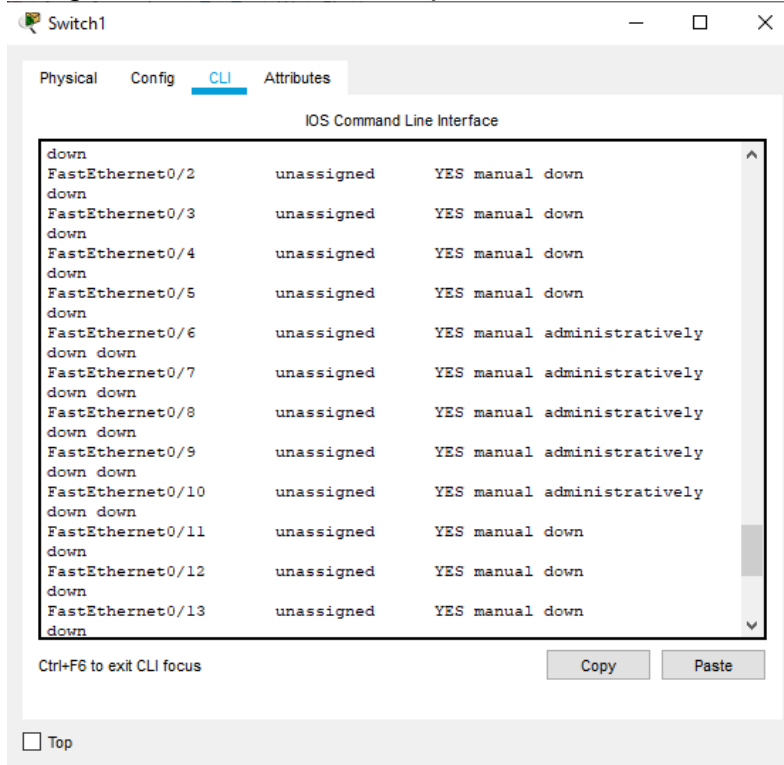 Switch1
Physical Config CLI Attributes
IOS Command Line Interface
down
FastEthernet0/2 unassigned YES manual down
down
FastEthernet0/3 unassigned YES manual down
down
FastEthernet0/4 unassigned YES manual down
down
FastEthernet0/5 unassigned YES manual down
down
FastEthernet0/6 unassigned YES manual administratively
down down
FastEthernet0/7 unassigned YES manual administratively
down down
FastEthernet0/8 unassigned YES manual administratively
down down
FastEthernet0/9 unassigned YES manual administratively
down down
FastEthernet0/10 unassigned YES manual administratively
down down
FastEthernet0/11 unassigned YES manual down
down
FastEthernet0/12 unassigned YES manual down
down
FastEthernet0/13 unassigned YES manual down
down
Ctrl+F6 to exit CLI focus
Copy Paste
Top